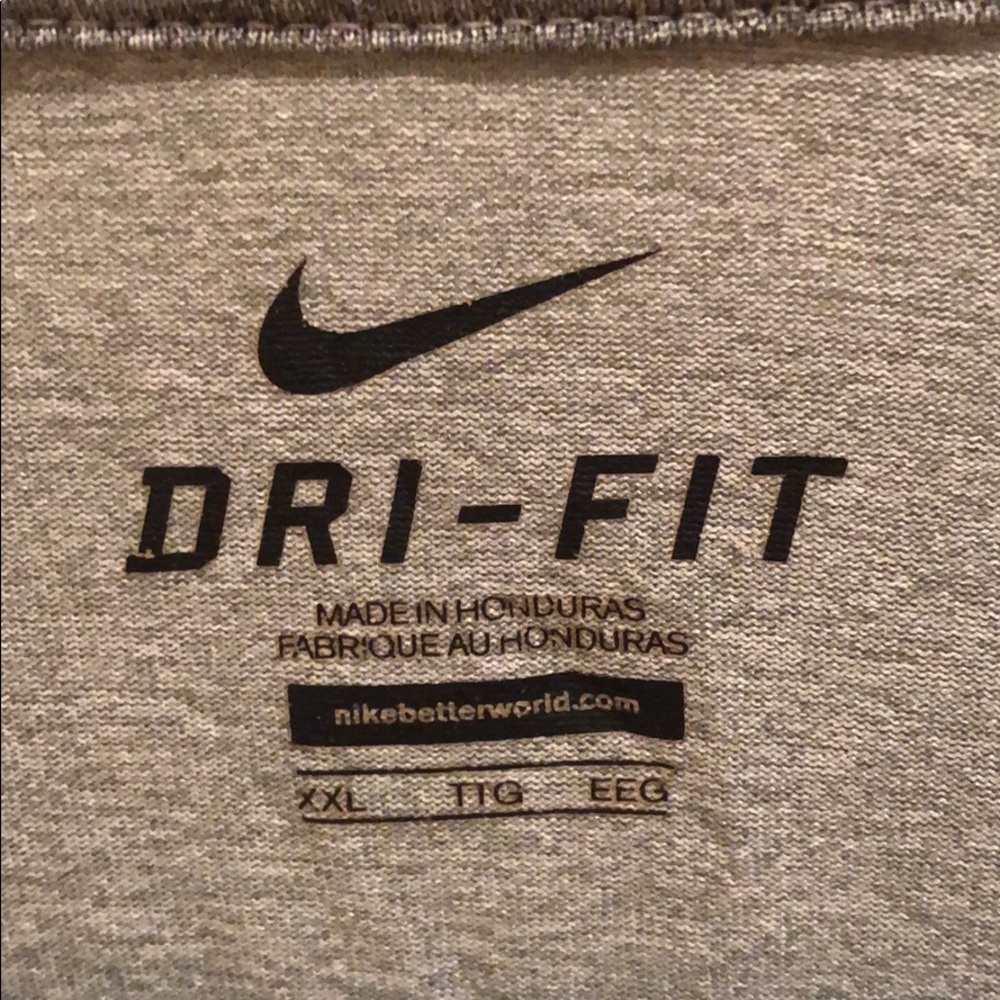 DRI-FIT
MADE IN HONDURAS
FABRIQUE AU HONDURAS
nikebetterworld.com
XXL TTG EEG